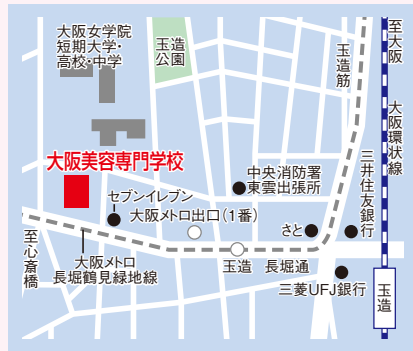 大阪女学院
短期大学・
高校・中学
玉造
公園
玉造筋
至大阪
大阪環状線
大阪美容専門学校
中央消防署
東雲出張所
三井住友銀行
セブンイレブン
大阪メトロ出口(1番)
さと
至心斎橋
大阪メトロ
長堀鶴見緑地線
玉造
長堀通
三菱UFJ銀行
玉造